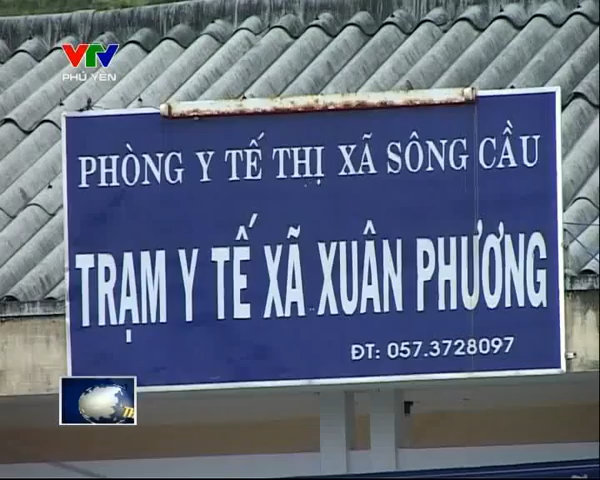 VTV
PHÚ YÊN
PHÒNG Y TẾ THỊ XÃ SÔNG CẦU
TRẠM Y TẾ XÃ XUÂN PHƯƠNG
ĐT: 057.3728097